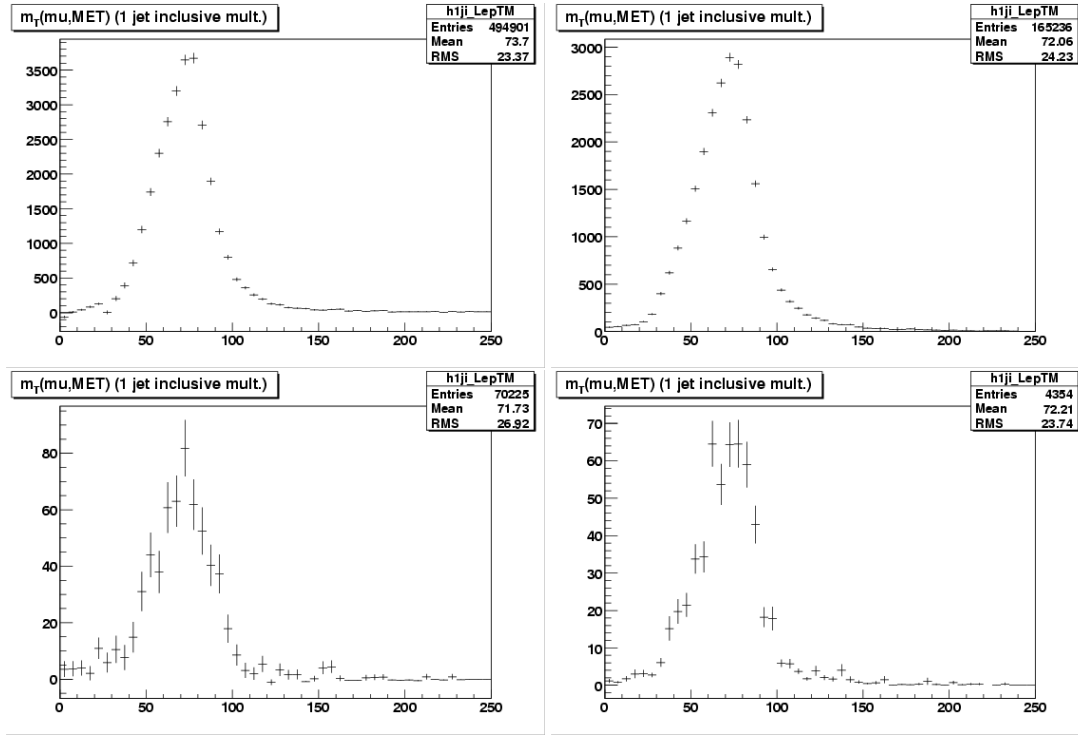 m_T(mu,MET) (1 jet inclusive mult.)
h1ji_LepTM
Entries 494901
Mean 73.7
RMS 23.37
3500
3000
2500
2000
1500
1000
500
0
0 50 100 150 200 250
m_T(mu,MET) (1 jet inclusive mult.)
h1ji_LepTM
Entries 165236
Mean 72.06
RMS 24.23
3000
2500
2000
1500
1000
500
0
0 50 100 150 200 250
m_T(mu,MET) (1 jet inclusive mult.)
h1ji_LepTM
Entries 70225
Mean 71.73
RMS 26.92
80
60
40
20
0
0 50 100 150 200 250
m_T(mu,MET) (1 jet inclusive mult.)
h1ji_LepTM
Entries 4354
Mean 72.21
RMS 23.74
70
60
50
40
30
20
10
0
0 50 100 150 200 250